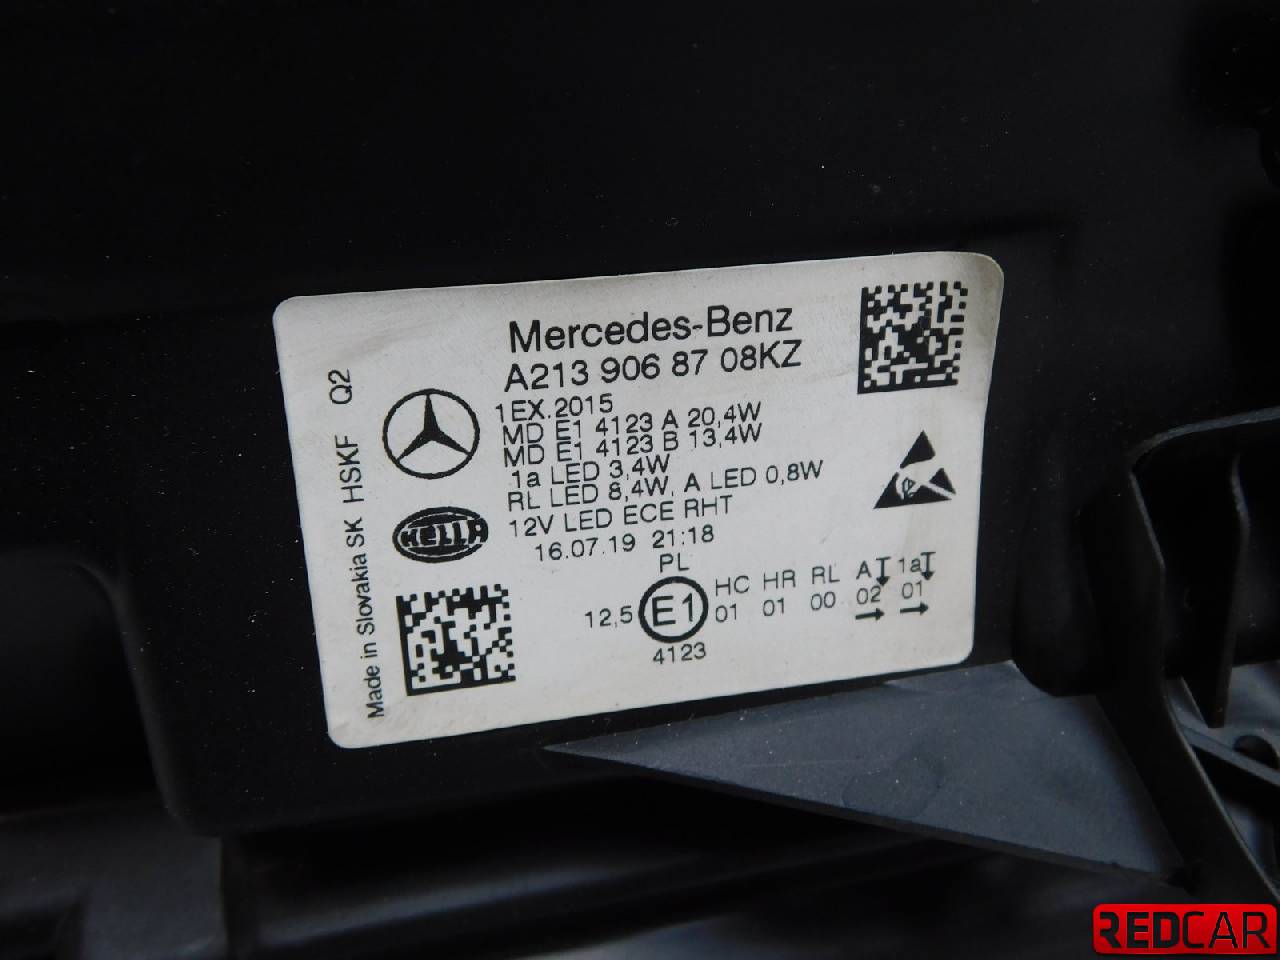 Mercedes-Benz
A213 906 87 08KZ
1EX.2015
MD E1 4123 A 20,4W
MD E1 4123 B 13,4W
1a LED 3,4W
RL LED 8,4W, A LED 0,8W
12V LED ECE RHT
16.07.19 21:18
PL
HC HR RL A 1a
12,5 E1 01 01 00 02 01
4123
Made in Slovakia SK HSKF Q2
HELLA
REDCAR